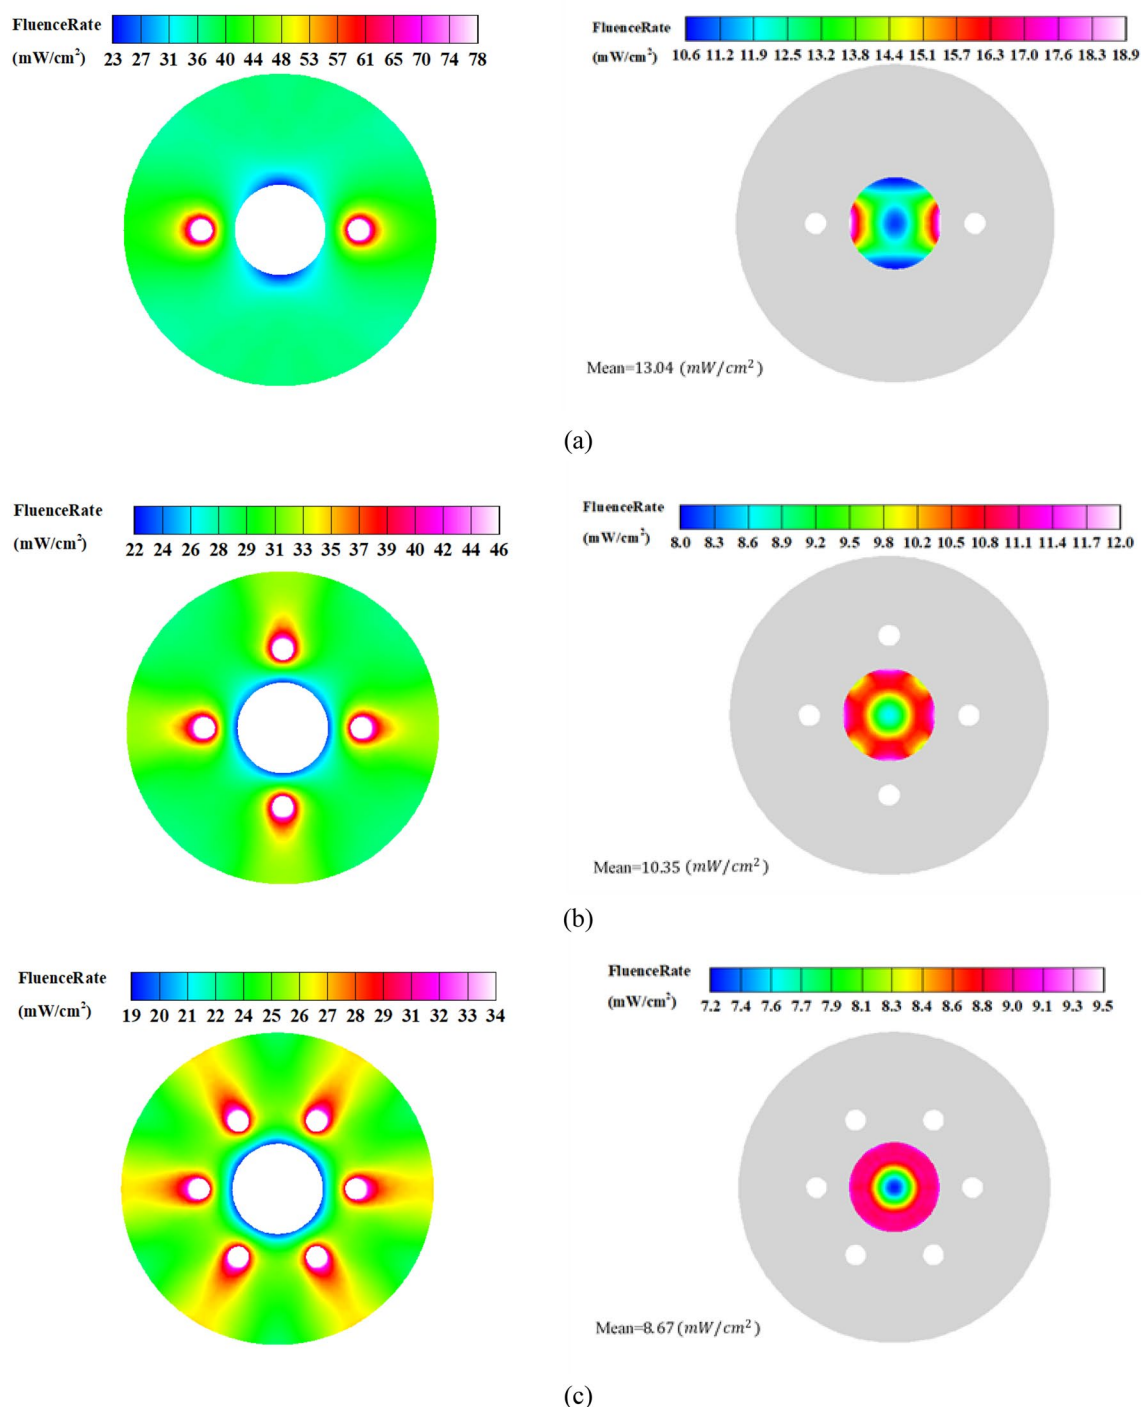 FluenceRate
(mW/cm²)
23 27 31 36 40 44 48 53 57 61 65 70 74 78
FluenceRate
(mW/cm²)
10.6 11.2 11.9 12.5 13.2 13.8 14.4 15.1 15.7 16.3 17.0 17.6 18.3 18.9
Mean=13.04 (mW/cm²)
(a)
FluenceRate
(mW/cm²)
22 24 26 28 29 31 33 35 37 39 40 42 44 46
FluenceRate
(mW/cm²)
8.0 8.3 8.6 8.9 9.2 9.5 9.8 10.2 10.5 10.8 11.1 11.4 11.7 12.0
Mean=10.35 (mW/cm²)
(b)
FluenceRate
(mW/cm²)
19 20 21 22 24 25 26 27 28 29 31 32 33 34
FluenceRate
(mW/cm²)
7.2 7.4 7.6 7.7 7.9 8.1 8.3 8.4 8.6 8.8 9.0 9.1 9.3 9.5
Mean=8.67 (mW/cm²)
(c)